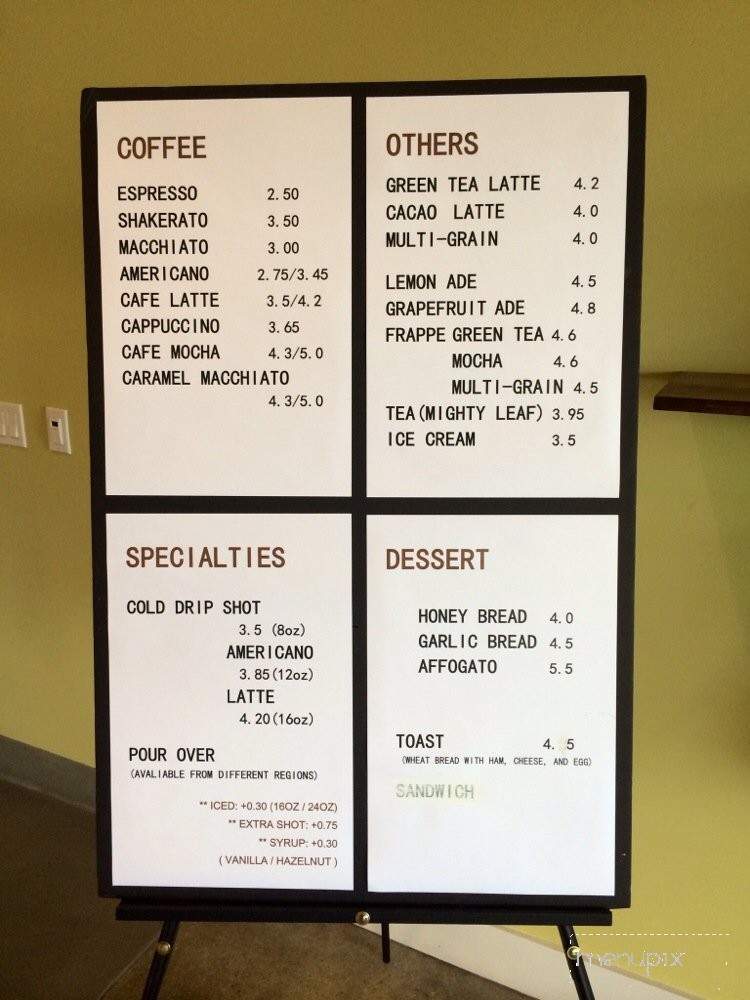 COFFEE
ESPRESSO 2.50
SHAKERATO 3.50
MACCHIATO 3.00
AMERICANO 2.75/3.45
CAFE LATTE 3.5/4.2
CAPPUCCINO 3.65
CAFE MOCHA 4.3/5.0
CARAMEL MACCHIATO
4.3/5.0
OTHERS
GREEN TEA LATTE 4.2
CACAO LATTE 4.0
MULTI-GRAIN 4.0
LEMON ADE 4.5
GRAPEFRUIT ADE 4.8
FRAPPE GREEN TEA 4.6
MOCHA 4.6
MULTI-GRAIN 4.5
TEA(MIGHTY LEAF) 3.95
ICE CREAM 3.5
SPECIALTIES
COLD DRIP SHOT
3.5 (8oz)
AMERICANO
3.85(12oz)
LATTE
4.20(16oz)
POUR OVER
(AVALIABLE FROM DIFFERENT REGIONS)
** ICED: +0.30 (16OZ / 24OZ)
** EXTRA SHOT: +0.75
** SYRUP: +0.30
( VANILLA / HAZELNUT )
DESSERT
HONEY BREAD 4.0
GARLIC BREAD 4.5
AFFOGATO 5.5
TOAST 4. 5
(WHEAT BREAD WITH HAM, CHEESE, AND EGG)
SANDWICH
menupix